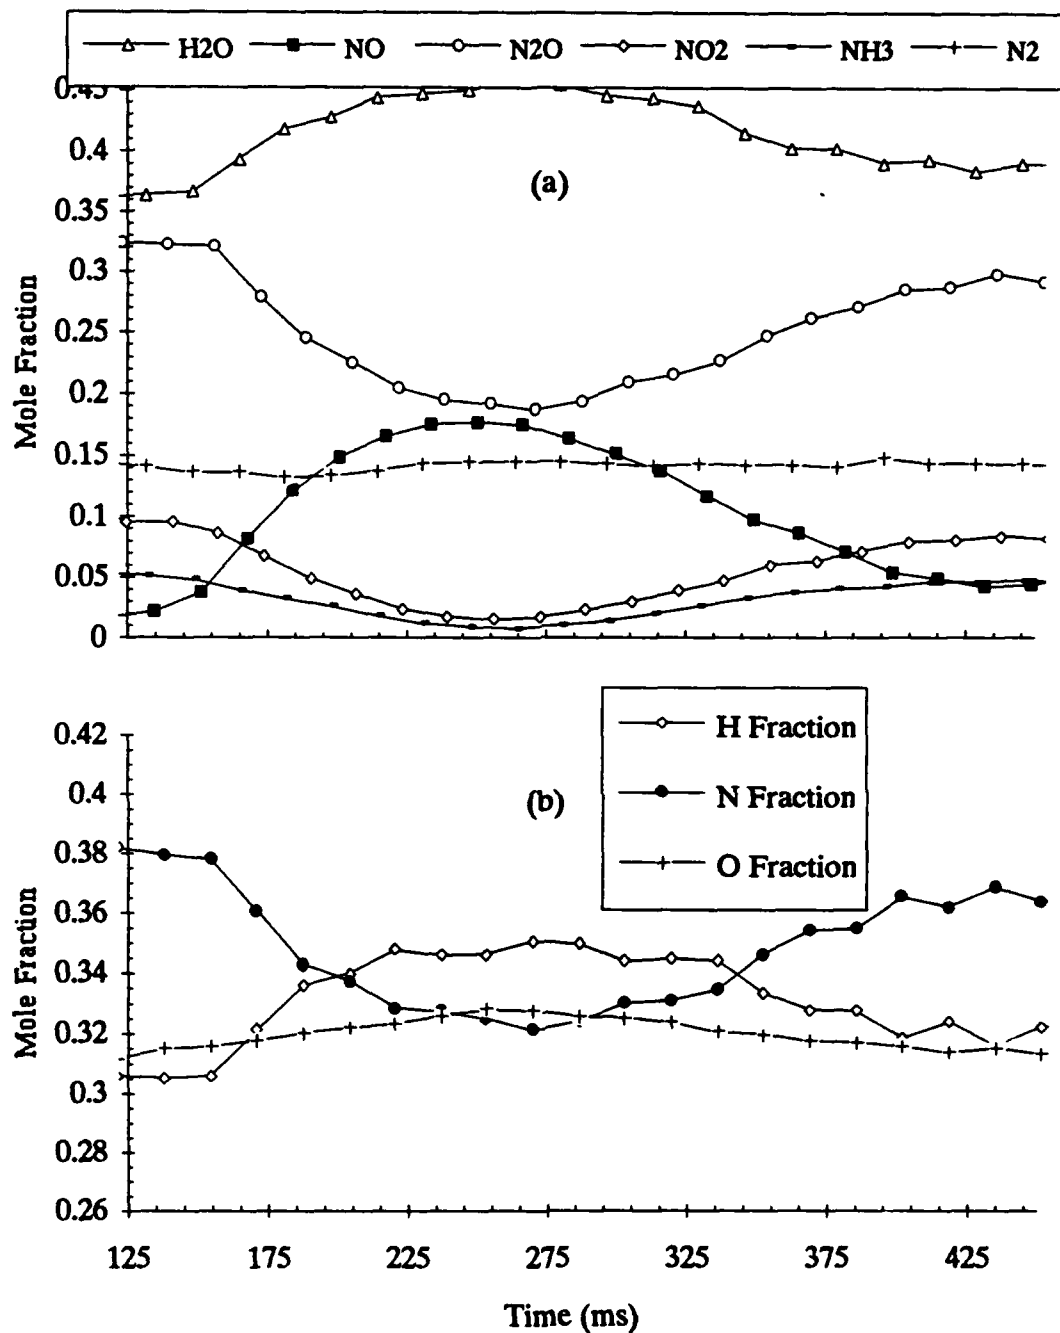 H2O NO N2O NO2 NH3 N2
0.45
0.4
0.35
0.3
0.25
0.2
0.15
0.1
0.05
0
Mole Fraction
(a)
H Fraction
N Fraction
O Fraction
(b)
0.42
0.4
0.38
0.36
0.34
0.32
0.3
0.28
0.26
Mole Fraction
125 175 225 275 325 375 425
Time (ms)